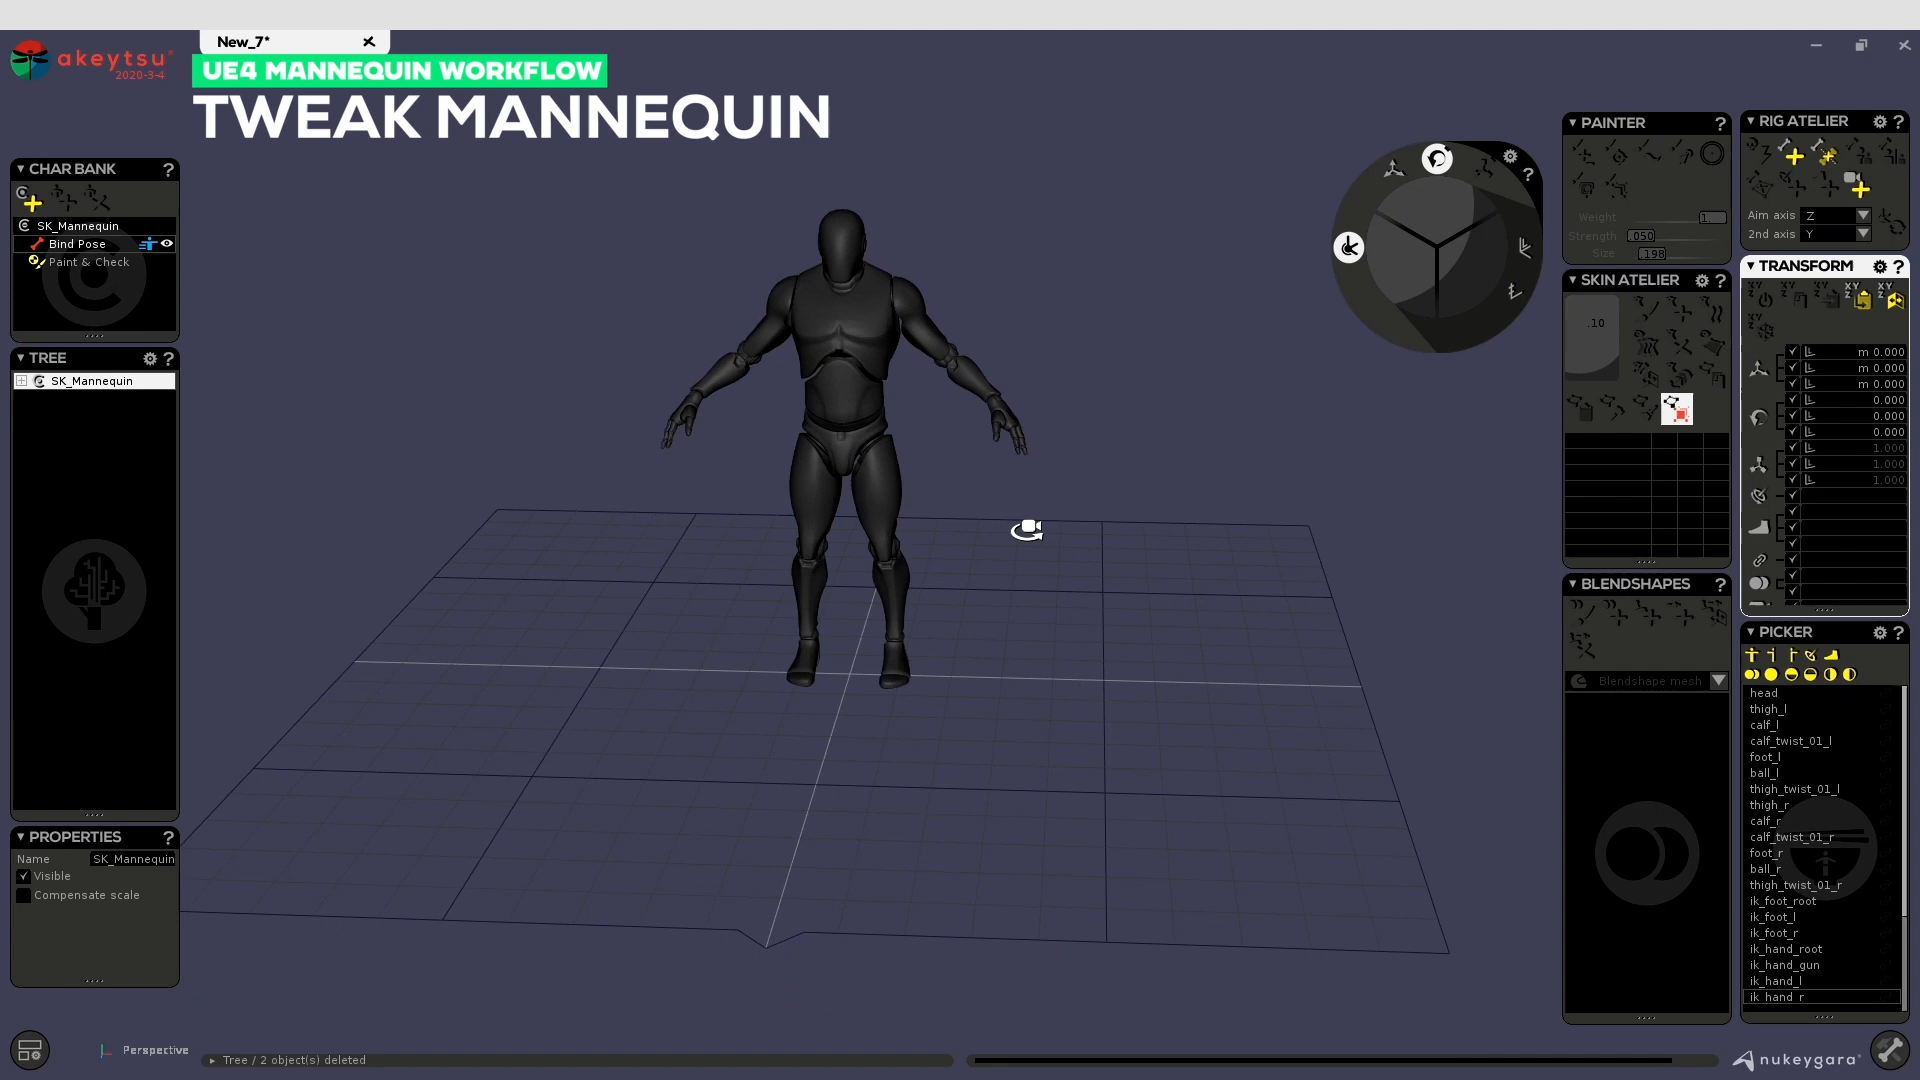 New_7*
akeytsu
2020-3-4
UE4 MANNEQUIN WORKFLOW
TWEAK MANNEQUIN
CHAR BANK ?
SK_Mannequin
Bind Pose
Paint & Check
TREE ?
SK_Mannequin
PROPERTIES ?
Name SK_Mannequin
Visible
Compensate scale
Perspective
Tree / 2 object(s) deleted
?
PAINTER ?
Weight 1.
Strength .050
Size .198
SKIN ATELIER ?
.10
BLENDSHAPES ?
Blendshape mesh
RIG ATELIER ?
Aim axis Z
2nd axis Y
TRANSFORM ?
m 0.000
m 0.000
m 0.000
0.000
0.000
0.000
1.000
1.000
1.000
PICKER ?
head
thigh_l
calf_l
calf_twist_01_l
foot_l
ball_l
thigh_twist_01_l
thigh_r
calf_r
calf_twist_01_r
foot_r
ball_r
thigh_twist_01_r
ik_foot_root
ik_foot_l
ik_foot_r
ik_hand_root
ik_hand_gun
ik_hand_l
ik_hand_r
nukeygara